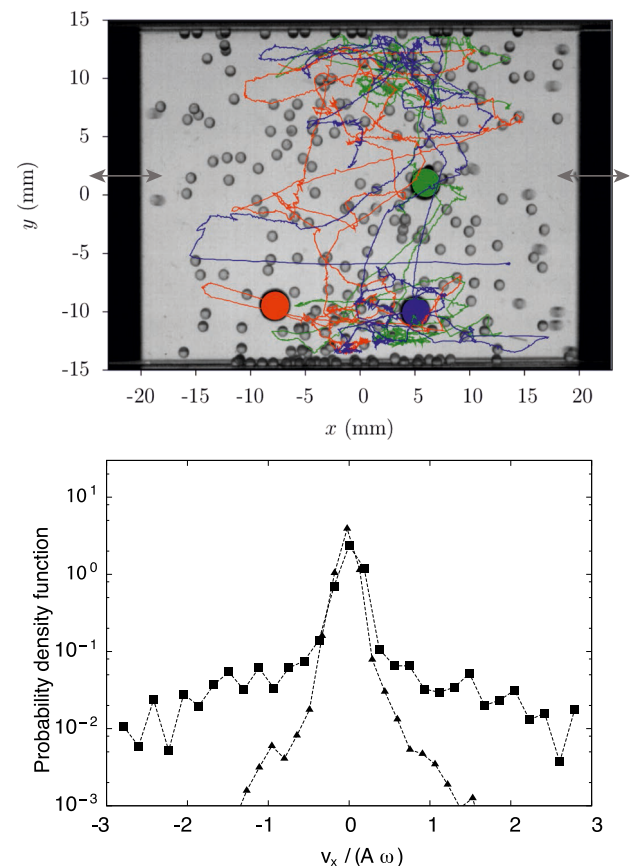 15
10
5
0
-5
-10
-15
y (mm)
-20 -15 -10 -5 0 5 10 15 20
x (mm)
10¹
10⁰
10⁻¹
10⁻²
10⁻³
Probability density function
-3 -2 -1 0 1 2 3
vₓ / (A ω)